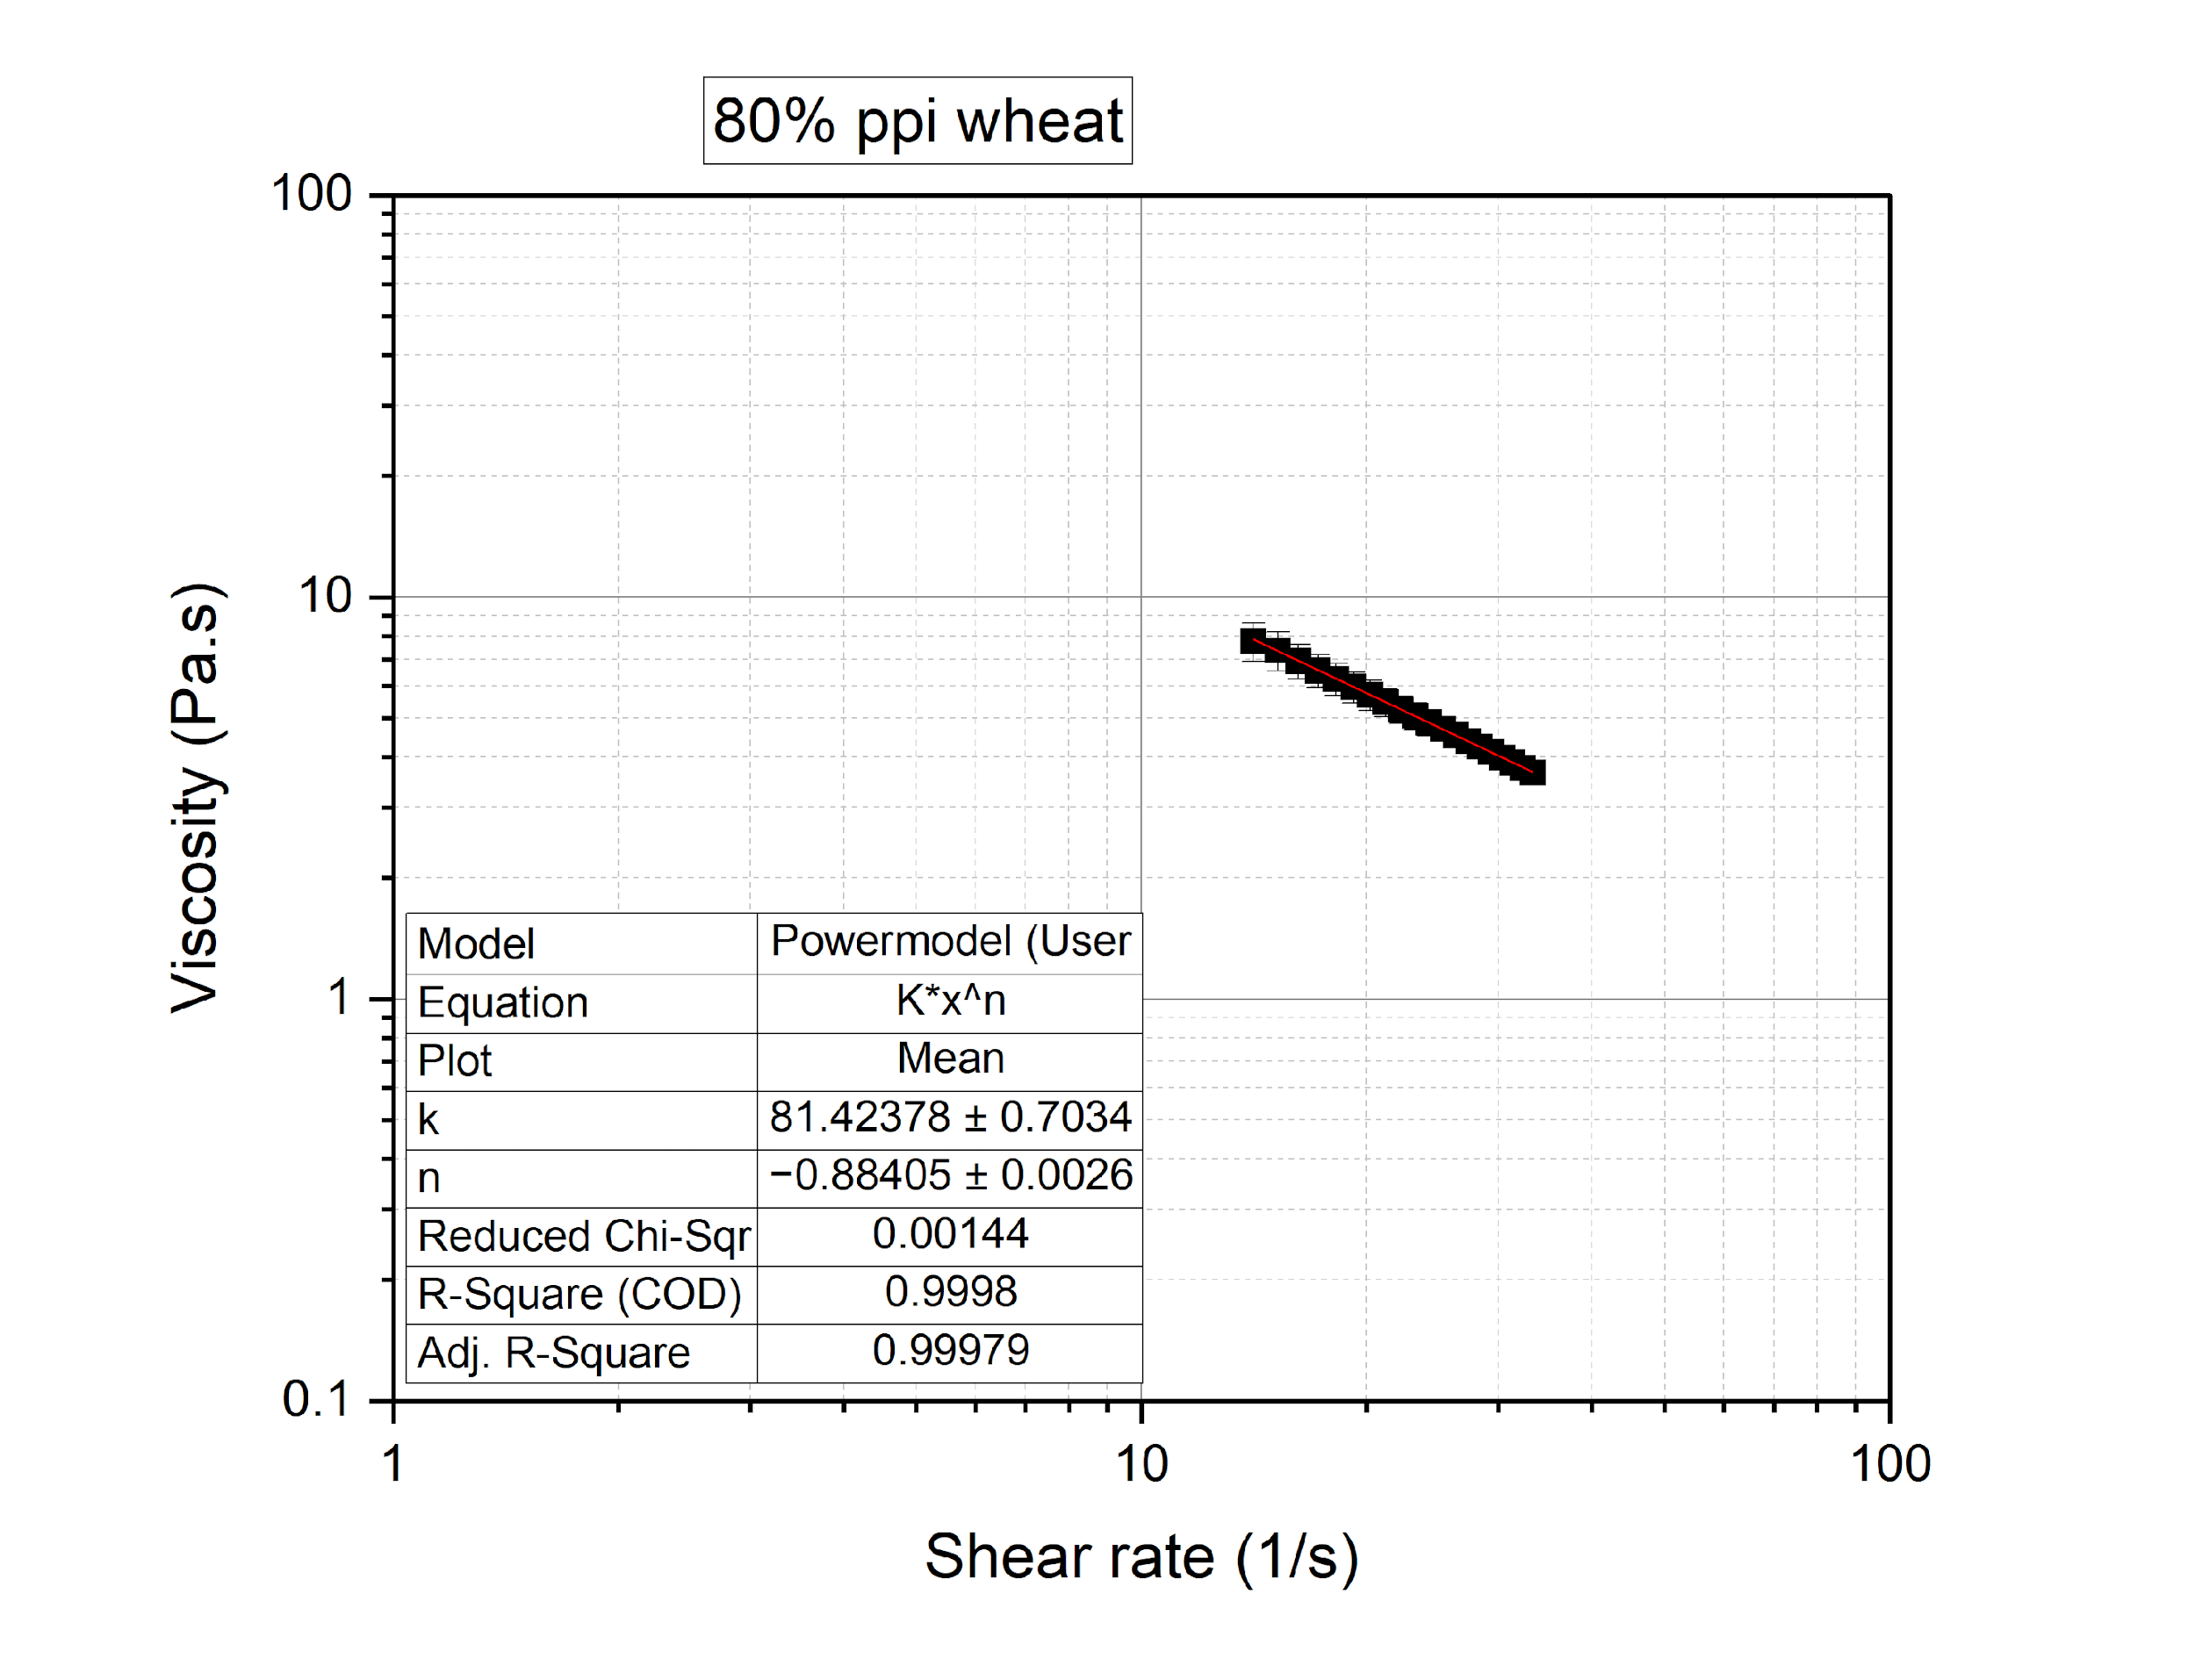 80% ppi wheat
100
10
1
0.1
Viscosity (Pa.s)
Model Powermodel (User
Equation K*x^n
Plot Mean
k 81.42378 ± 0.7034
n −0.88405 ± 0.0026
Reduced Chi-Sqr 0.00144
R-Square (COD) 0.9998
Adj. R-Square 0.99979
1 10 100
Shear rate (1/s)